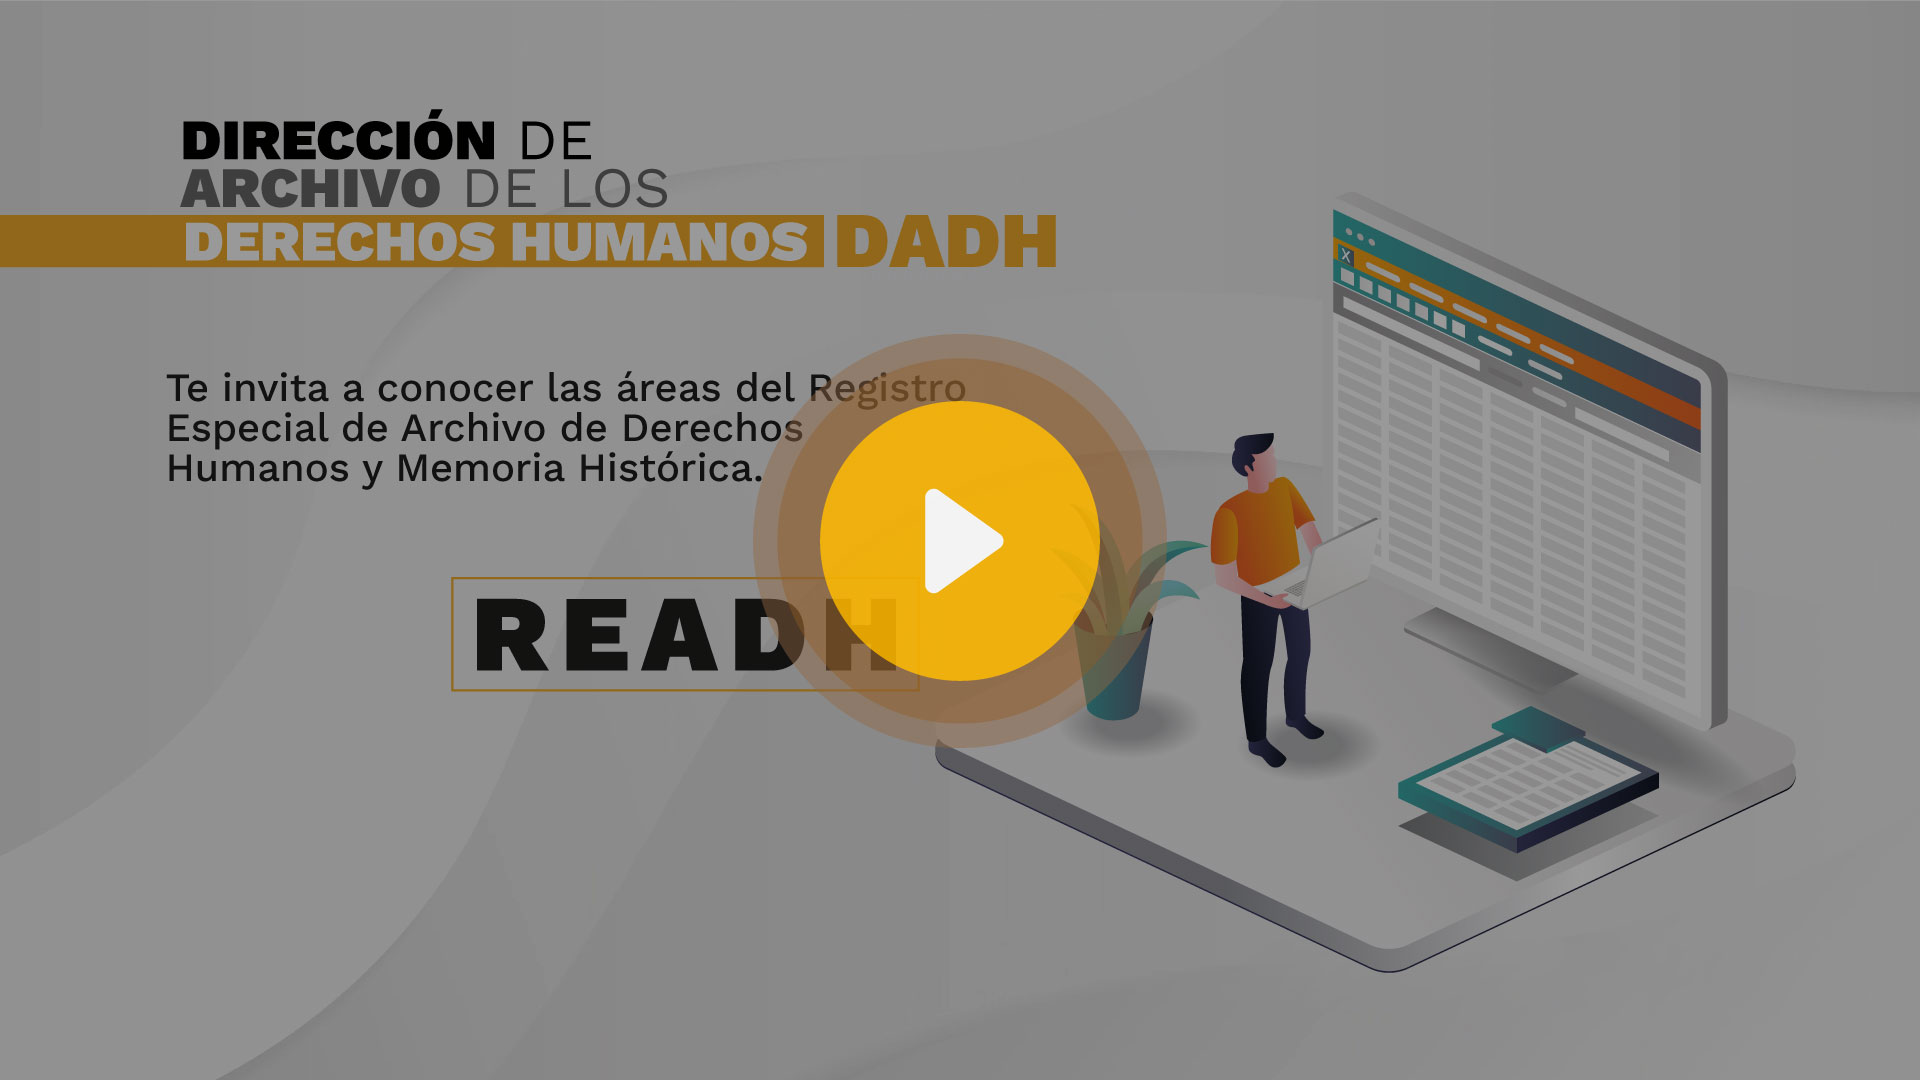 DIRECCIÓN DE
ARCHIVO DE LOS
DERECHOS HUMANOS DADH
Te invita a conocer las áreas del Registro
Especial de Archivo de Derechos
Humanos y Memoria Histórica.
READH
X